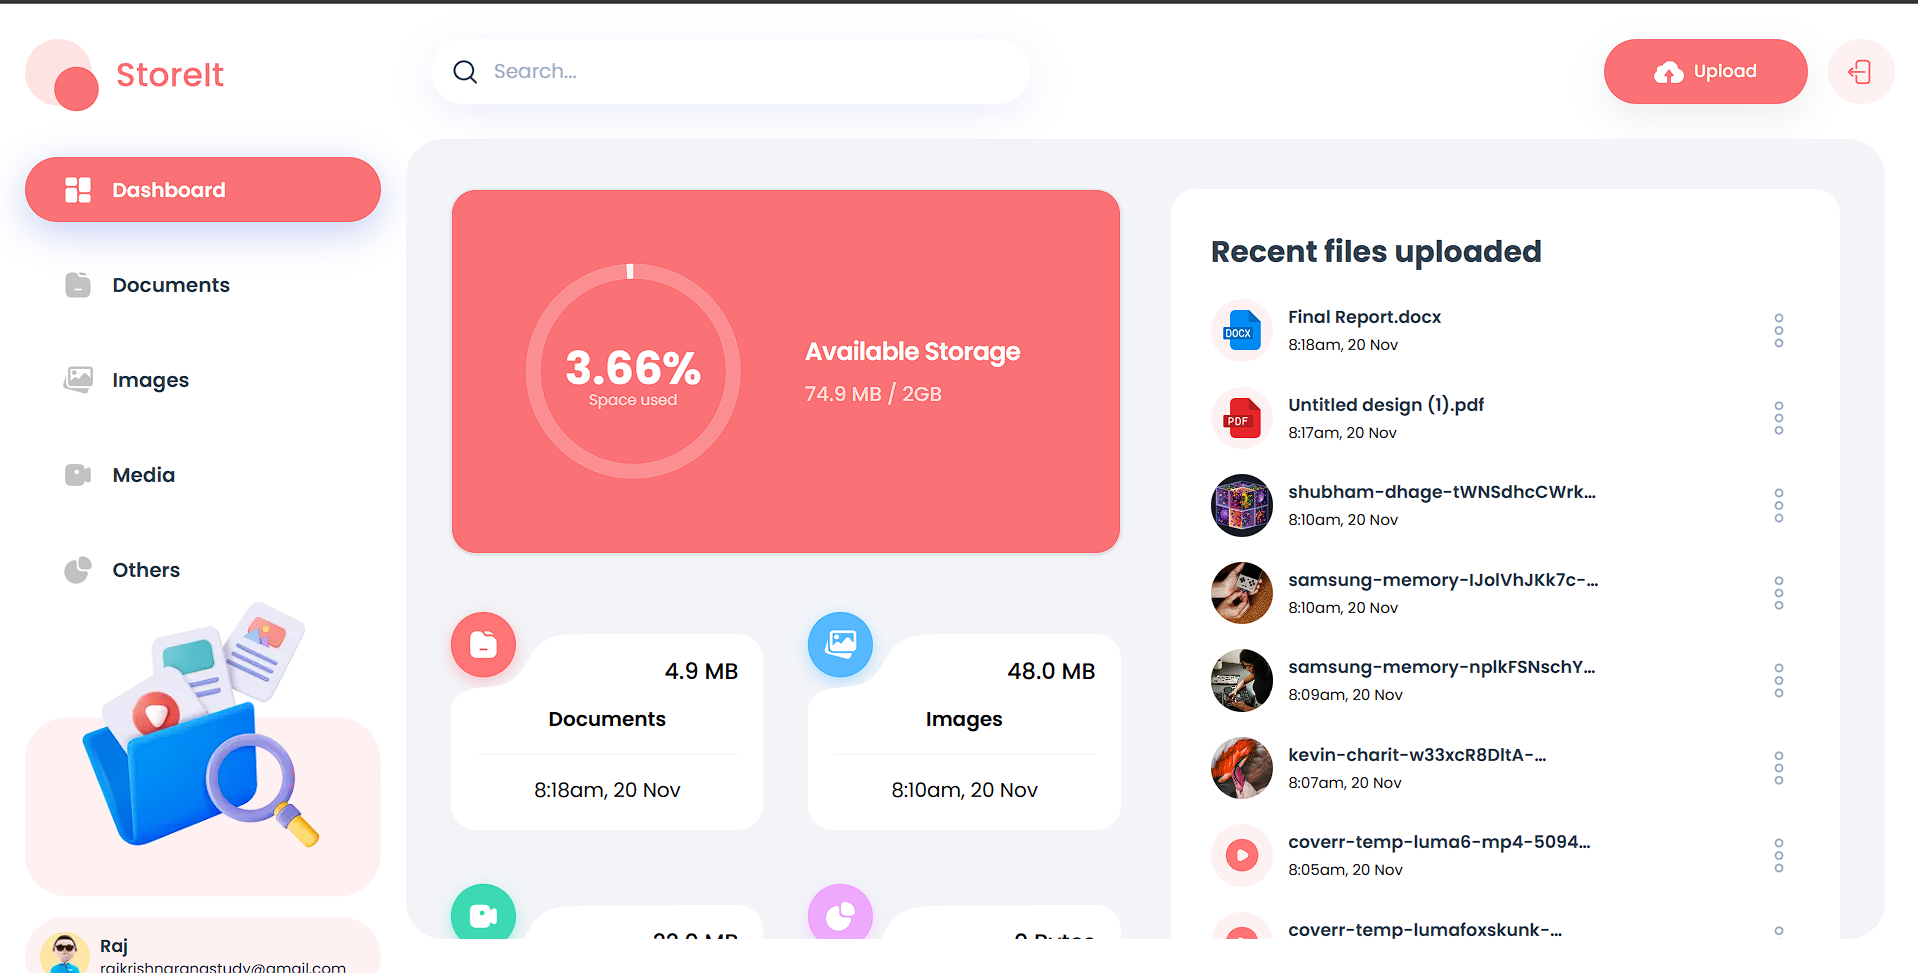 StoreIt
Search...
Upload
Dashboard
Documents
Images
Media
Others
Raj
rajkrishnarangstudy@gmail.com
3.66%
Space used
Available Storage
74.9 MB / 2GB
4.9 MB
Documents
8:18am, 20 Nov
48.0 MB
Images
8:10am, 20 Nov
MB
0 Bytes
Recent files uploaded
DOCX
Final Report.docx
8:18am, 20 Nov
PDF
Untitled design (1).pdf
8:17am, 20 Nov
shubham-dhage-tWNSdhcCWrk...
8:10am, 20 Nov
samsung-memory-IJolVhJKk7c-...
8:10am, 20 Nov
samsung-memory-nplkFSNschY...
8:09am, 20 Nov
kevin-charit-w33xcR8DltA-...
8:07am, 20 Nov
coverr-temp-luma6-mp4-5094...
8:05am, 20 Nov
coverr-temp-lumafoxskunk-...